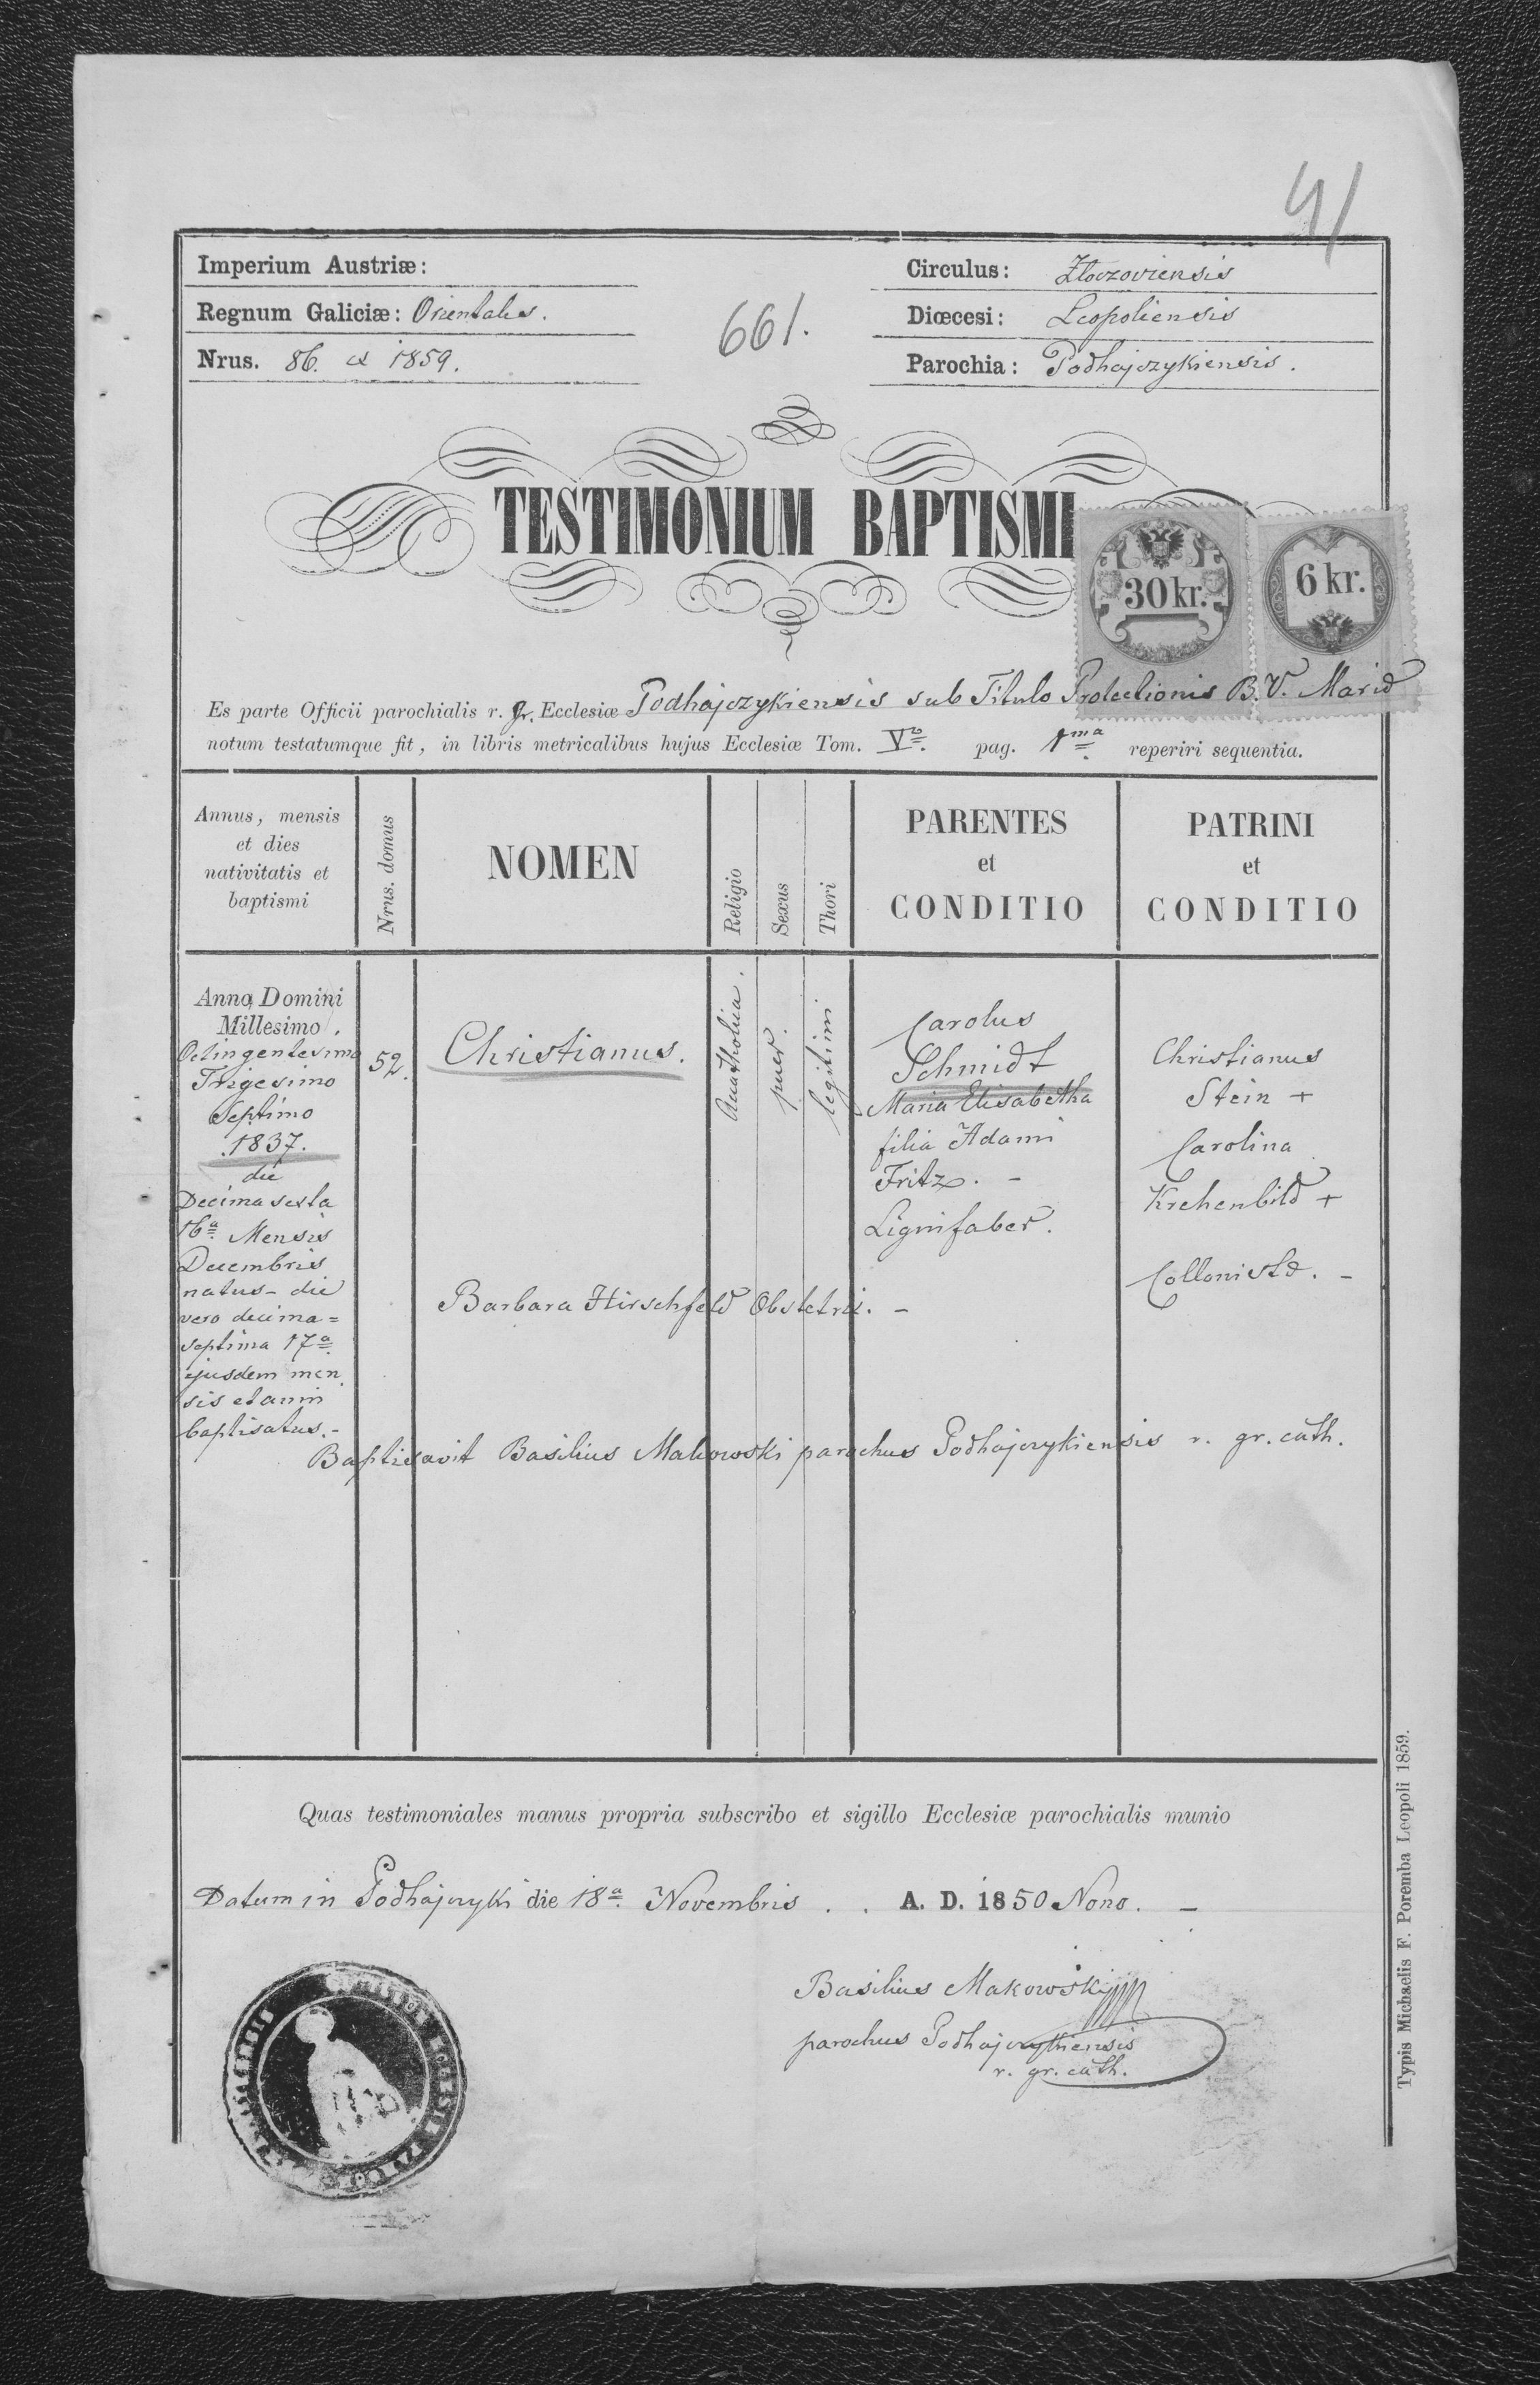 41
Imperium Austriæ:
Regnum Galiciæ: Orientales.
Nrus. 86. ex 1859.
661.
Circulus: Złoczoviensis
Diœcesi: Leopoliensis
Parochia: Podhajczykiensis.
TESTIMONIUM BAPTISMI
30 kr.
6 kr.
Es parte Officii parochialis r. gr. Ecclesiæ Podhajczykiensis sub Titulo Protectionis B. V. Mariæ
notum testatumque fit, in libris metricalibus hujus Ecclesiæ Tom. Vto. pag. 1ma. reperiri sequentia.
Annus, mensis
et dies
nativitatis et
baptismi
Nrus. domus
NOMEN
Religio
Sexus
Thori
PARENTES
et
CONDITIO
PATRINI
et
CONDITIO
Anno Domini
Millesimo
Octingentesimo
Trigesimo
Septimo
1837.
die
Decima sexta
16a. Mensis
Decembris
natus - die
vero decima=
septima 17a.
ejusdem men
sis et anni
baptisatus. -
52.
Christianus.
puer.
legitimi
Carolus
Schmidt
Maria Elisabetha
filia Adami
Fritz. -
Lignifaber.
Christianus
Stein +
Carolina
Krehenbild +
Collonistæ. -
Barbara Hirschfeld Obstetrix. -
Baptisavit Basilius Makowski parochus Podhajczykiensis r. gr. cath.
Quas testimoniales manus propria subscribo et sigillo Ecclesiæ parochialis munio
Datum in Podhajczyki die 18a. Novembris . . A. D. 1850 Nono. -
Basilius Makowski
parochus Podhajczykiensis
r. gr. cath.
Typis Michaelis F. Poremba Leopoli 1859.